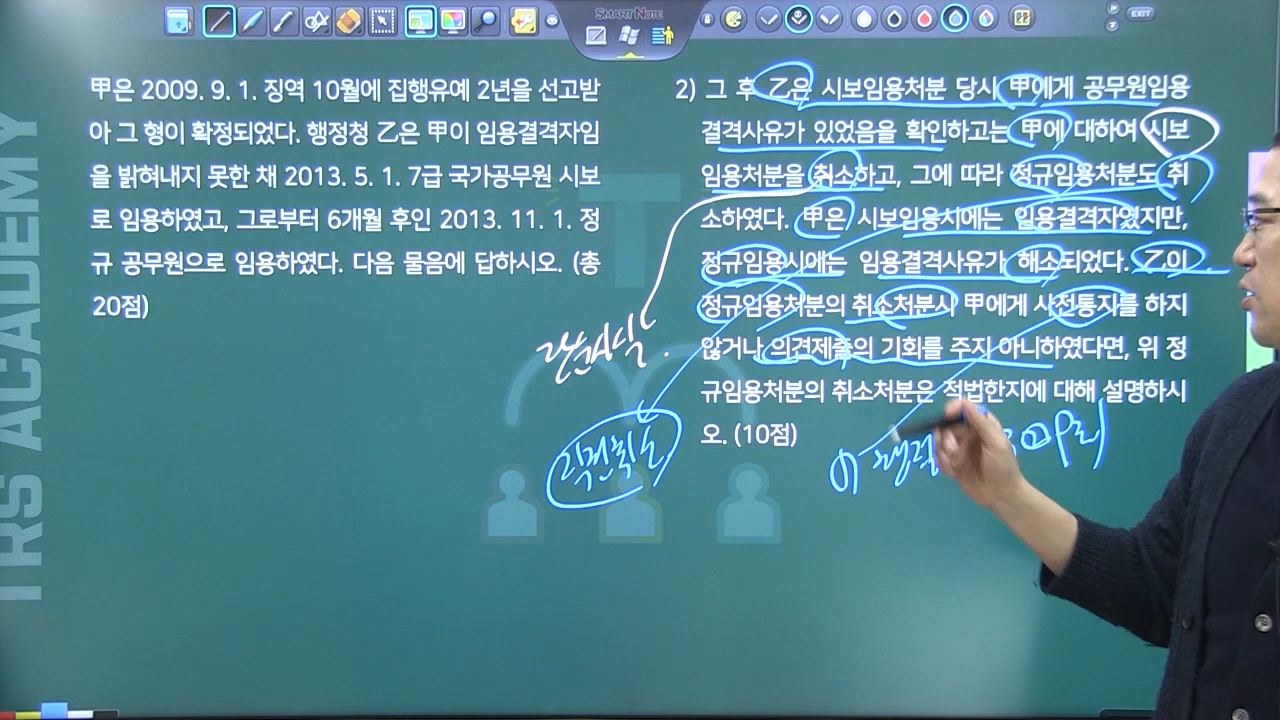 SMART NOTE
EXIT
甲은 2009. 9. 1. 징역 10월에 집행유예 2년을 선고받
아 그 형이 확정되었다. 행정청 乙은 甲이 임용결격자임
을 밝혀내지 못한 채 2013. 5. 1. 7급 국가공무원 시보
로 임용하였고, 그로부터 6개월 후인 2013. 11. 1. 정
규 공무원으로 임용하였다. 다음 물음에 답하시오. (총
20점)
2) 그 후 乙은 시보임용처분 당시 甲에게 공무원임용
결격사유가 있었음을 확인하고는 甲에 대하여 시보
임용처분을 취소하고, 그에 따라 정규임용처분도 취
소하였다. 甲은 시보임용시에는 임용결격자였지만,
정규임용시에는 임용결격사유가 해소되었다. 乙이
정규임용처분의 취소처분시 甲에게 사전통지를 하지
않거나 의견제출의 기회를 주지 아니하였다면, 위 정
규임용처분의 취소처분은 적법한지에 대해 설명하시
오. (10점)
직권취소
TRS ACADEMY